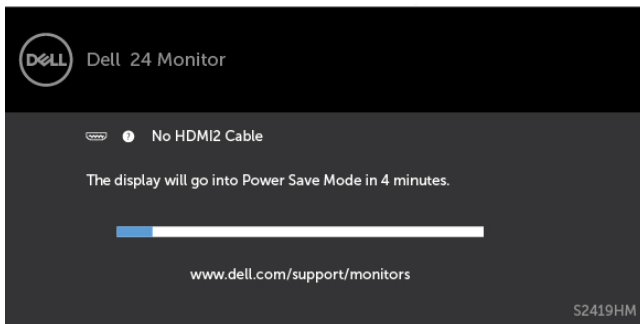 DELL
Dell 24 Monitor
? No HDMI2 Cable
The display will go into Power Save Mode in 4 minutes.
www.dell.com/support/monitors
S2419HM